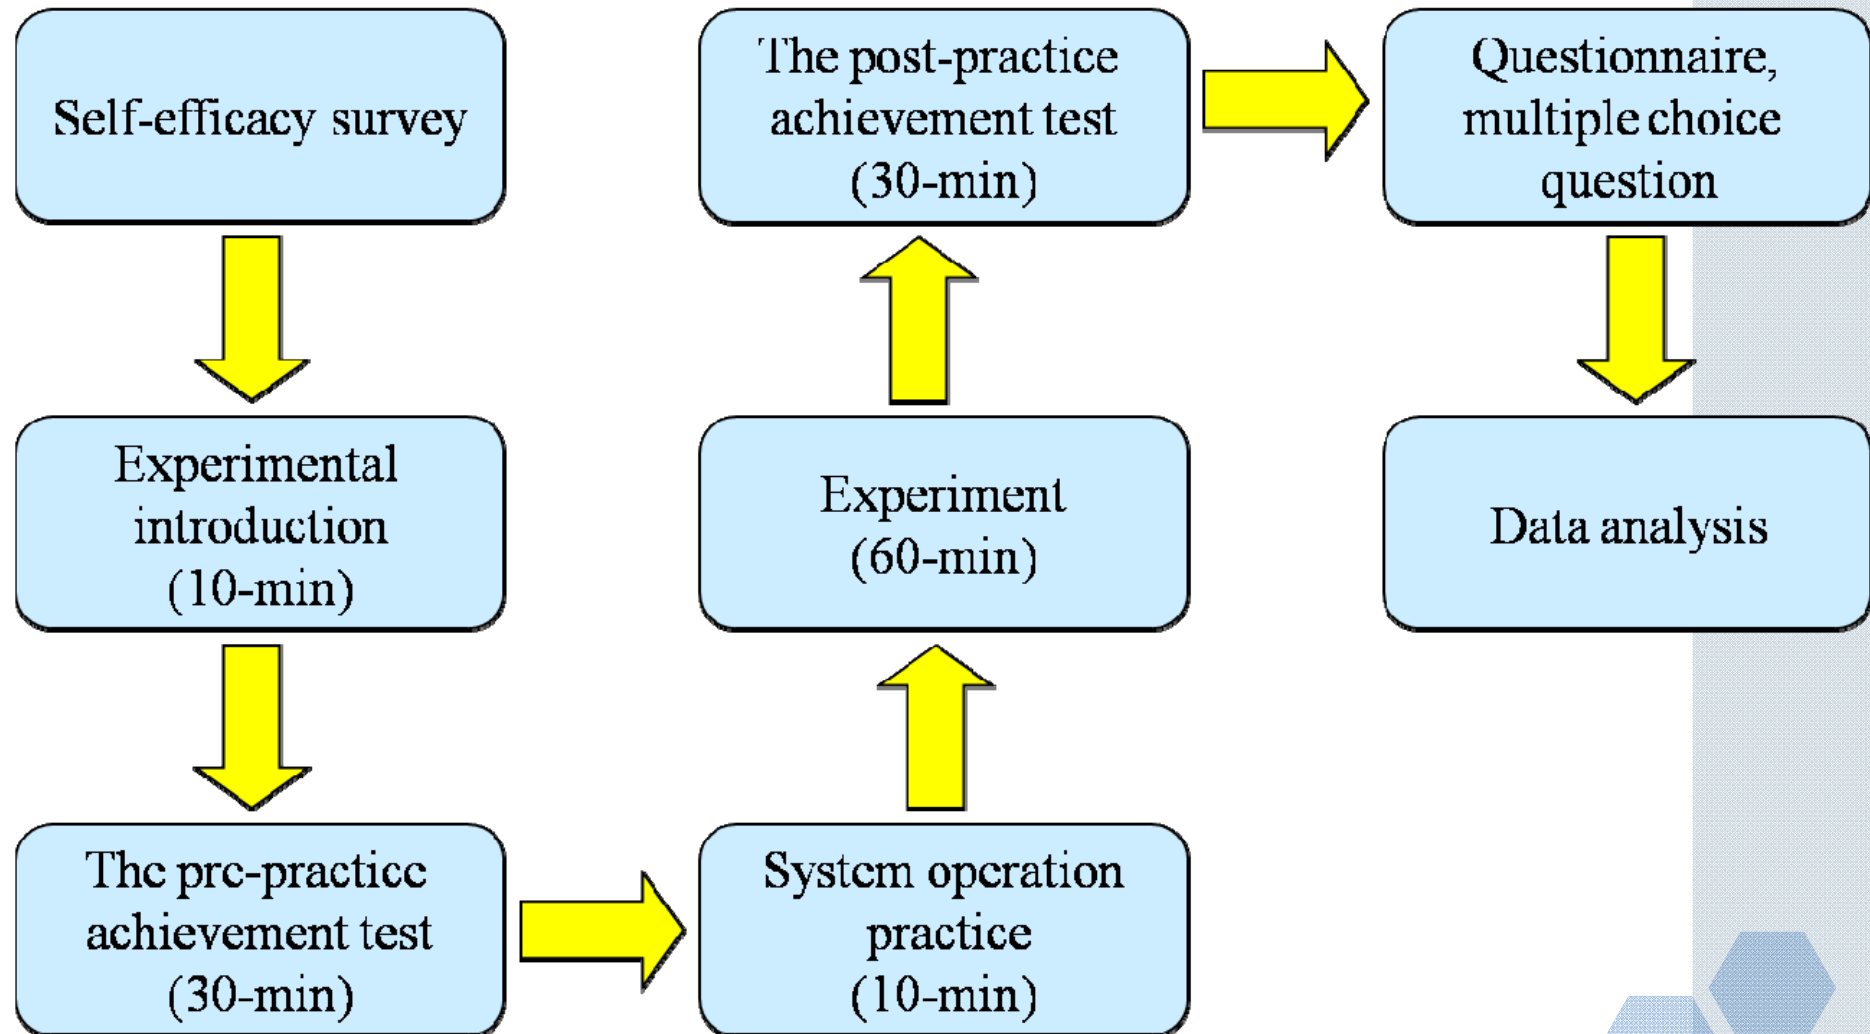 Self-efficacy survey
Experimental
introduction
(10-min)
The pre-practice
achievement test
(30-min)
System operation
practice
(10-min)
Experiment
(60-min)
The post-practice
achievement test
(30-min)
Questionnaire,
multiple choice
question
Data analysis